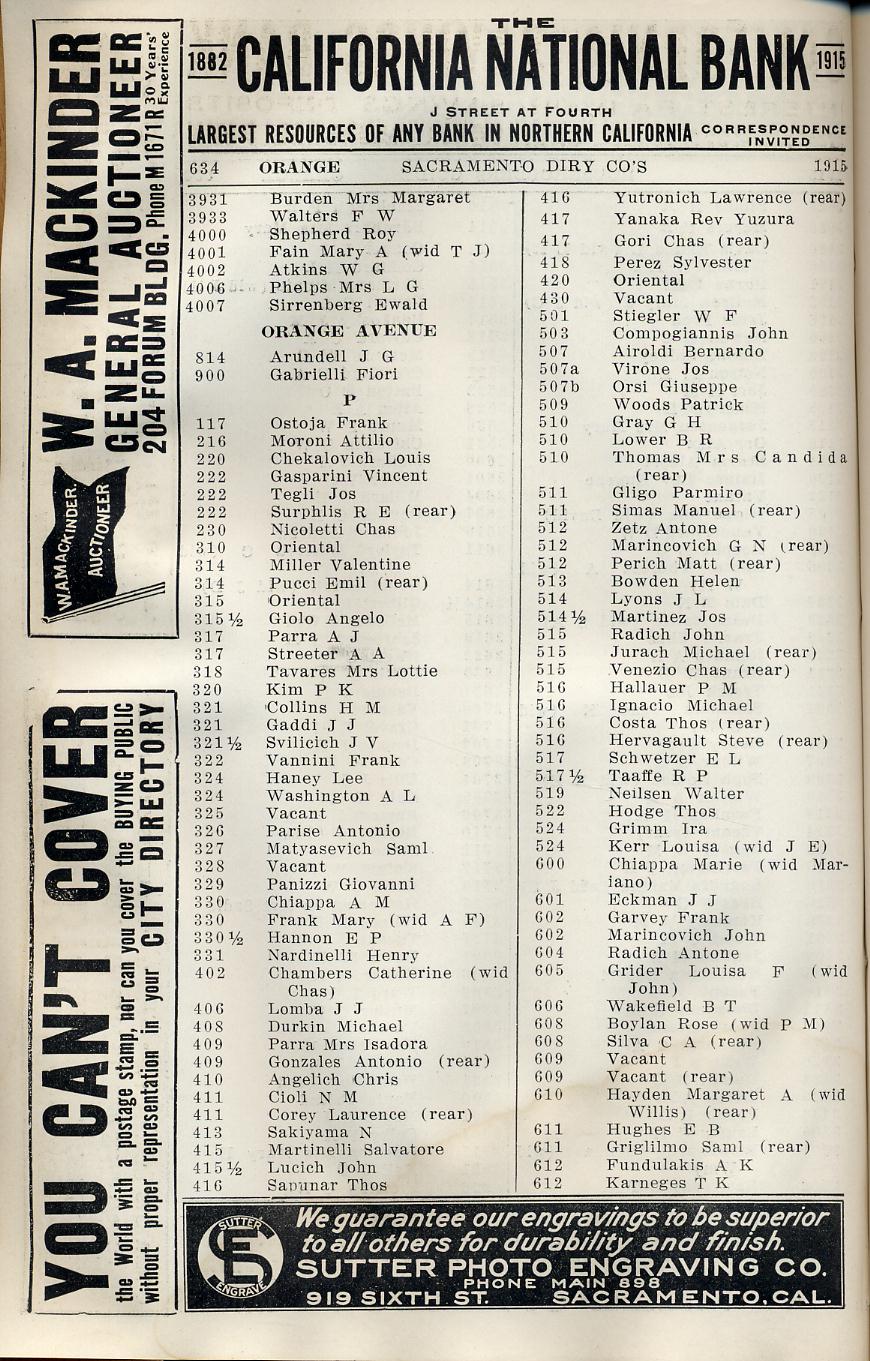 THE
1882 CALIFORNIA NATIONAL BANK 1915
J STREET AT FOURTH
LARGEST RESOURCES OF ANY BANK IN NORTHERN CALIFORNIA CORRESPONDENCE INVITED
634 ORANGE SACRAMENTO DIRY CO'S 1915
3931 Burden Mrs Margaret
3933 Walters F W
4000 Shepherd Roy
4001 Fain Mary A (wid T J)
4002 Atkins W G
4006 Phelps Mrs L G
4007 Sirrenberg Ewald
ORANGE AVENUE
814 Arundell J G
900 Gabrielli Fiori
P
117 Ostoja Frank
216 Moroni Attilio
220 Chekalovich Louis
222 Gasparini Vincent
222 Tegli Jos
222 Surphlis R E (rear)
230 Nicoletti Chas
310 Oriental
314 Miller Valentine
314 Pucci Emil (rear)
315 Oriental
315½ Giolo Angelo
317 Parra A J
317 Streeter A A
318 Tavares Mrs Lottie
320 Kim P K
321 Collins H M
321 Gaddi J J
321½ Svilicich J V
322 Vannini Frank
324 Haney Lee
324 Washington A L
325 Vacant
326 Parise Antonio
327 Matyasevich Saml
328 Vacant
329 Panizzi Giovanni
330 Chiappa A M
330 Frank Mary (wid A F)
330½ Hannon E P
331 Nardinelli Henry
402 Chambers Catherine (wid
Chas)
406 Lomba J J
408 Durkin Michael
409 Parra Mrs Isadora
409 Gonzales Antonio (rear)
410 Angelich Chris
411 Cioli N M
411 Corey Laurence (rear)
413 Sakiyama N
415 Martinelli Salvatore
415½ Lucich John
416 Sapunar Thos
416 Yutronich Lawrence (rear)
417 Yanaka Rev Yuzura
417 Gori Chas (rear)
418 Perez Sylvester
420 Oriental
430 Vacant
501 Stiegler W F
503 Compogiannis John
507 Airoldi Bernardo
507a Virone Jos
507b Orsi Giuseppe
509 Woods Patrick
510 Gray G H
510 Lower B R
510 Thomas Mrs Candida
(rear)
511 Gligo Parmiro
511 Simas Manuel (rear)
512 Zetz Antone
512 Marincovich G N (rear)
512 Perich Matt (rear)
513 Bowden Helen
514 Lyons J L
514½ Martinez Jos
515 Radich John
515 Jurach Michael (rear)
515 Venezio Chas (rear)
516 Hallauer P M
516 Ignacio Michael
516 Costa Thos (rear)
516 Hervagault Steve (rear)
517 Schwetzer E L
517½ Taaffe R P
519 Neilsen Walter
522 Hodge Thos
524 Grimm Ira
524 Kerr Louisa (wid J E)
600 Chiappa Marie (wid Mar-
iano)
601 Eckman J J
602 Garvey Frank
602 Marincovich John
604 Radich Antone
605 Grider Louisa F (wid
John)
606 Wakefield B T
608 Boylan Rose (wid P M)
608 Silva C A (rear)
609 Vacant
609 Vacant (rear)
610 Hayden Margaret A (wid
Willis) (rear)
611 Hughes E B
611 Griglilmo Saml (rear)
612 Fundulakis A K
612 Karneges T K
W. A. MACKINDER
GENERAL AUCTIONEER
204 FORUM BLDG. Phone M 1671 R 30 Years' Experience
W.A.MACKINDER.
AUCTIONEER
YOU CAN'T COVER
the World with a postage stamp, nor can you cover the BUYING PUBLIC
without proper representation in your CITY DIRECTORY
SUTTER
SE
ENGRAVE
We guarantee our engravings to be superior
to all others for durability and finish.
SUTTER PHOTO ENGRAVING CO.
PHONE MAIN 898
919 SIXTH ST. SACRAMENTO, CAL.